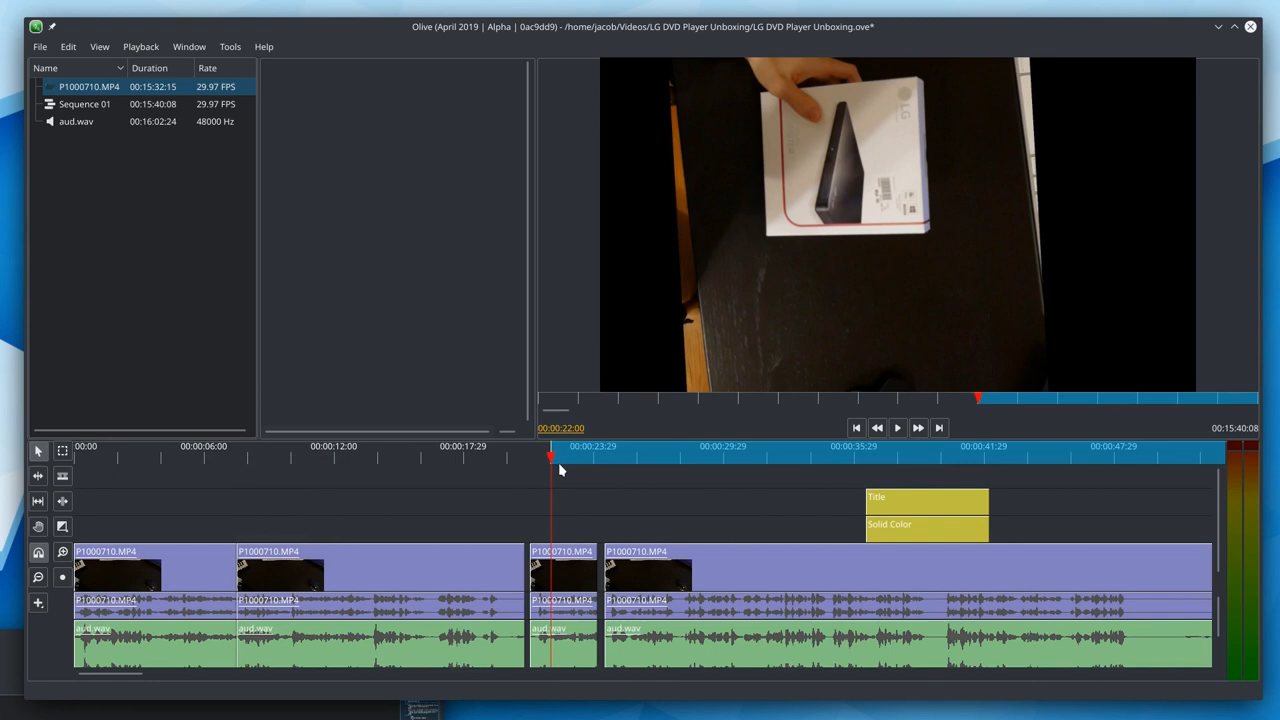 Olive (April 2019 | Alpha | 0ac9dd9) - /home/jacob/Videos/LG DVD Player Unboxing/LG DVD Player Unboxing.ove*
File Edit View Playback Window Tools Help
Name Duration Rate
P1000710.MP4 00:15:32:15 29.97 FPS
Sequence 01 00:15:40:08 29.97 FPS
aud.wav 00:16:02:24 48000 Hz
LG
00:00:22:00 00:15:40:08
00:00 00:00:06:00 00:00:12:00 00:00:17:29 00:00:23:29 00:00:29:29 00:00:35:29 00:00:41:29 00:00:47:29
Title
Solid Color
P1000710.MP4 P1000710.MP4 P1000710.MP4 P1000710.MP4
P1000710.MP4 P1000710.MP4 P1000710.MP4 P1000710.MP4
aud.wav aud.wav aud.wav aud.wav